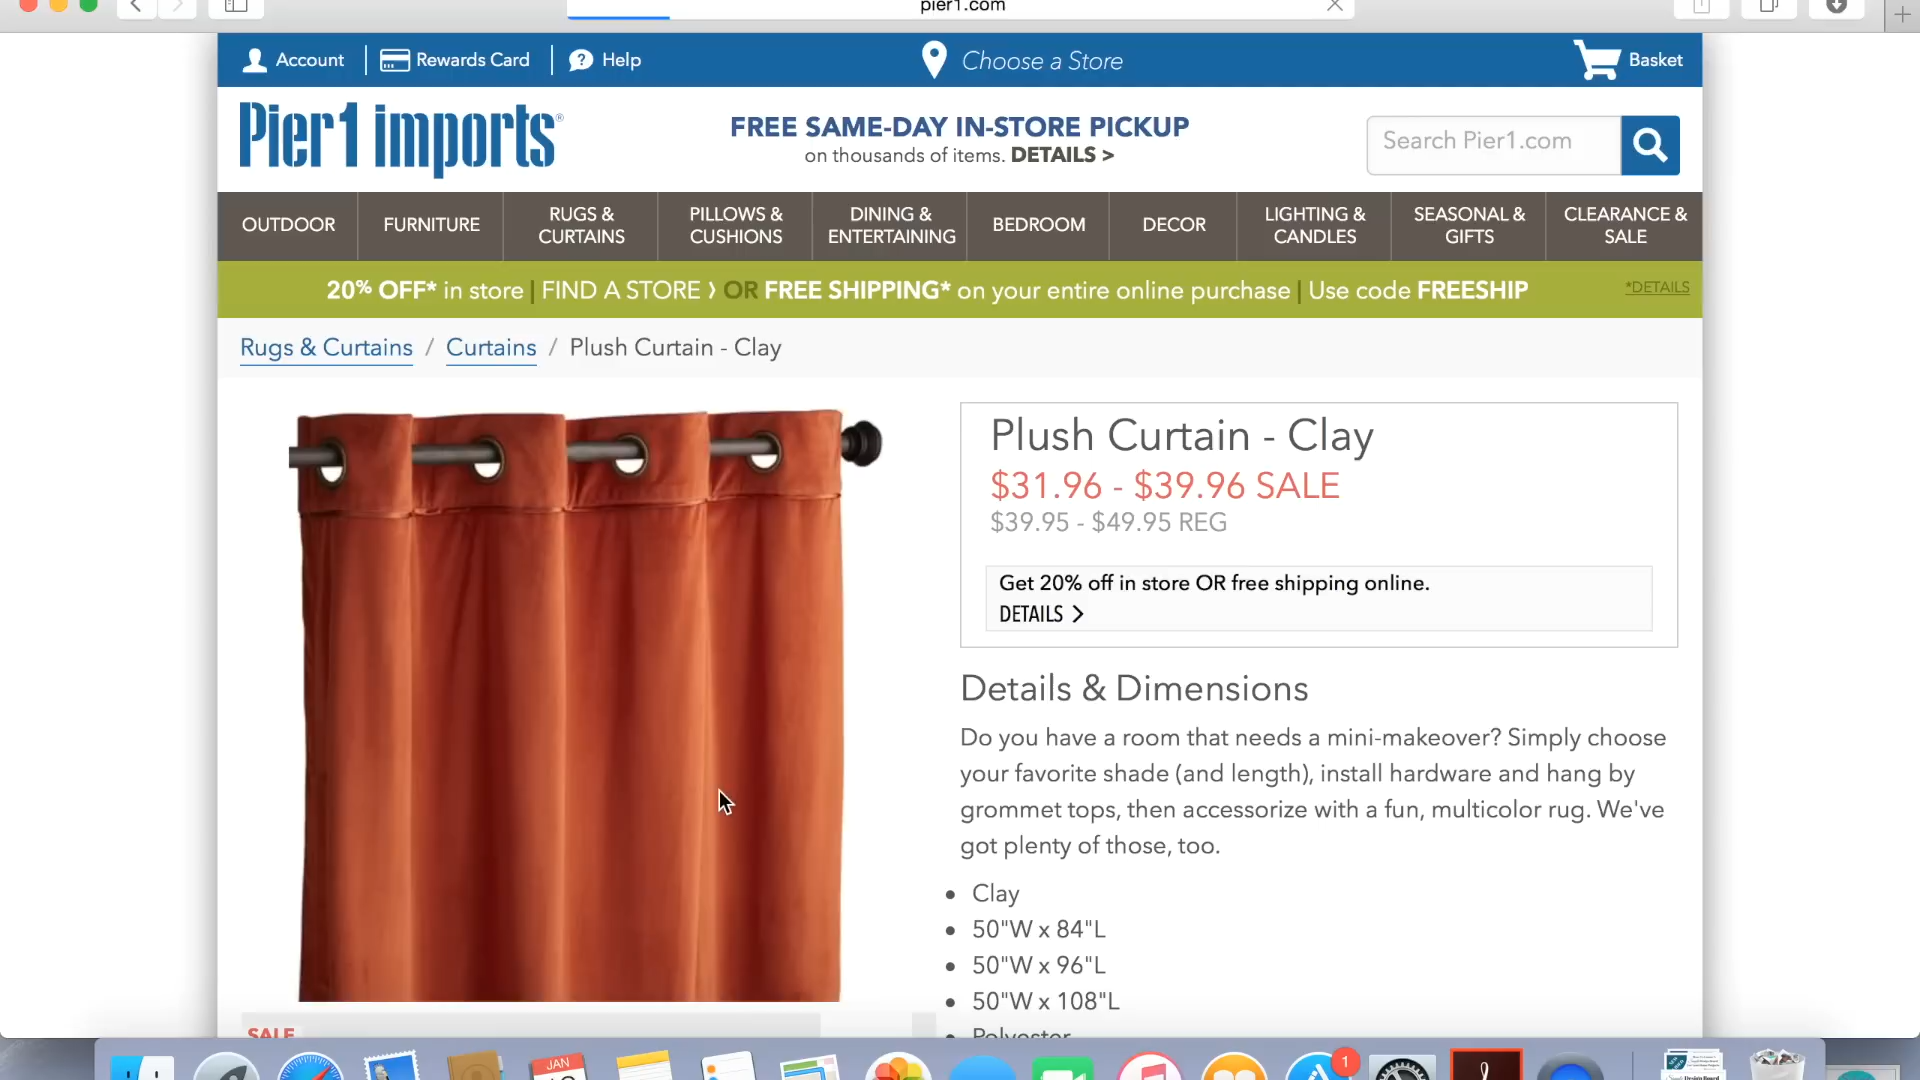 pier1.com
Account
Rewards Card
Help
Choose a Store
Basket
Pier1 imports®
FREE SAME-DAY IN-STORE PICKUP
on thousands of items. DETAILS >
Search Pier1.com
OUTDOOR
FURNITURE
RUGS &
CURTAINS
PILLOWS &
CUSHIONS
DINING &
ENTERTAINING
BEDROOM
DECOR
LIGHTING &
CANDLES
SEASONAL &
GIFTS
CLEARANCE &
SALE
20% OFF* in store | FIND A STORE > OR FREE SHIPPING* on your entire online purchase | Use code FREESHIP
*DETAILS
Rugs & Curtains / Curtains / Plush Curtain - Clay
Plush Curtain - Clay
$31.96 - $39.96 SALE
$39.95 - $49.95 REG
Get 20% off in store OR free shipping online.
DETAILS >
Details & Dimensions
Do you have a room that needs a mini-makeover? Simply choose
your favorite shade (and length), install hardware and hang by
grommet tops, then accessorize with a fun, multicolor rug. We've
got plenty of those, too.
• Clay
• 50"W x 84"L
• 50"W x 96"L
• 50"W x 108"L
• Polyester
SALE
JAN
1